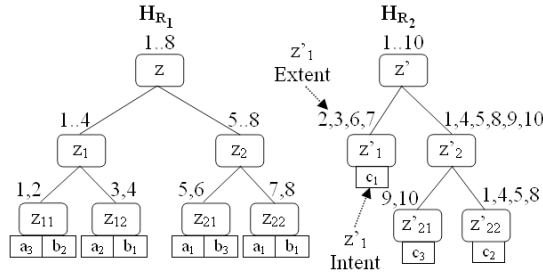 H_R1 H_R2
1..8 z'1 1..10
z Extent z'
1..4 5..8 2,3,6,7 1,4,5,8,9,10
z1 z2 z'1 z'2
c1
1,2 3,4 5,6 7,8 9,10 1,4,5,8
z11 z12 z21 z22 z'21 z'22
a3 b2 a2 b1 a1 b3 a1 b1 z'1 c3 c2
Intent